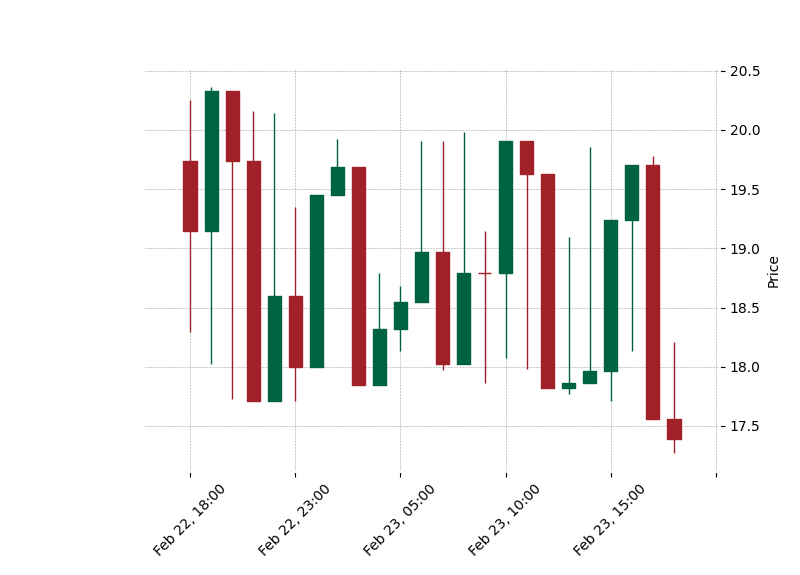 20.5
20.0
19.5
19.0
18.5
18.0
17.5
Price
Feb 22, 18:00
Feb 22, 23:00
Feb 23, 05:00
Feb 23, 10:00
Feb 23, 15:00